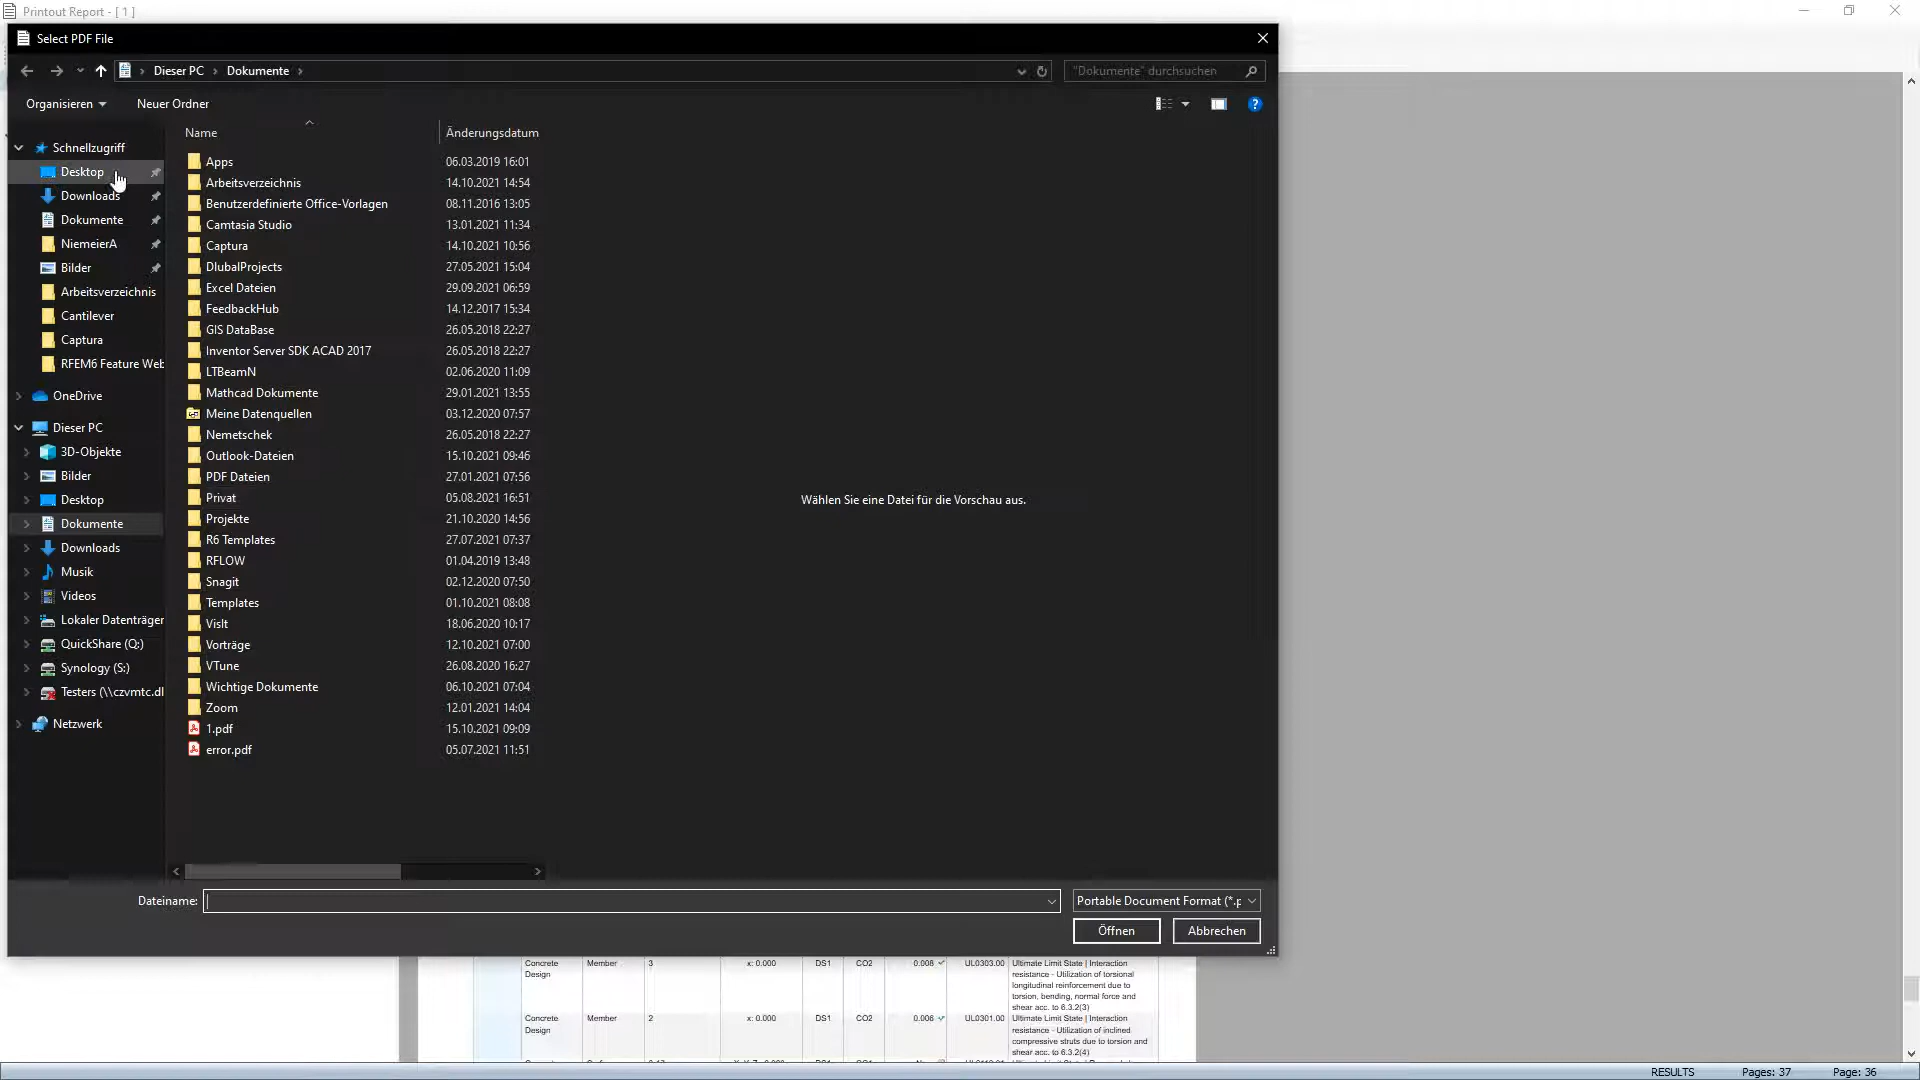 Printout Report - [ 1 ]
Select PDF File
Dieser PC
Dokumente
"Dokumente" durchsuchen
Organisieren
Neuer Ordner
Name
Änderungsdatum
Schnellzugriff
Desktop
Downloads
Dokumente
NiemeierA
Bilder
Arbeitsverzeichnis
Cantilever
Captura
RFEM6 Feature Web
OneDrive
Dieser PC
3D-Objekte
Bilder
Desktop
Dokumente
Downloads
Musik
Videos
Lokaler Datenträger
QuickShare (Q:)
Synology (S:)
Testers (\\czvmtc.dl
Netzwerk
Apps 06.03.2019 16:01
Arbeitsverzeichnis 14.10.2021 14:54
Benutzerdefinierte Office-Vorlagen 08.11.2016 13:05
Camtasia Studio 13.01.2021 11:34
Captura 14.10.2021 10:56
DlubalProjects 27.05.2021 15:04
Excel Dateien 29.09.2021 06:59
FeedbackHub 14.12.2017 15:34
GIS DataBase 26.05.2018 22:27
Inventor Server SDK ACAD 2017 26.05.2018 22:27
LTBeamN 02.06.2020 11:09
Mathcad Dokumente 29.01.2021 13:55
Meine Datenquellen 03.12.2020 07:57
Nemetschek 26.05.2018 22:27
Outlook-Dateien 15.10.2021 09:46
PDF Dateien 27.01.2021 07:56
Privat 05.08.2021 16:51
Projekte 21.10.2020 14:56
R6 Templates 27.07.2021 07:37
RFLOW 01.04.2019 13:48
Snagit 02.12.2020 07:50
Templates 01.10.2021 08:08
VisIt 18.06.2020 10:17
Vorträge 12.10.2021 07:00
VTune 26.08.2020 16:27
Wichtige Dokumente 06.10.2021 07:04
Zoom 12.01.2021 14:04
1.pdf 15.10.2021 09:09
error.pdf 05.07.2021 11:51
Wählen Sie eine Datei für die Vorschau aus.
Dateiname:
Portable Document Format (*.p
Öffnen
Abbrechen
Concrete Member 3 x: 0.000 DS1 CO2 0.008 UL0303.00 Ultimate Limit State | Interaction
Design resistance - Utilization of torsional
longitudinal reinforcement due to
torsion, bending, normal force and
shear acc. to 6.3.2(3)
Concrete Member 2 x: 0.000 DS1 CO2 0.006 UL0301.00 Ultimate Limit State | Interaction
Design resistance - Utilization of inclined
compressive struts due to torsion and
shear acc. to 6.3.2(4)
RESULTS Pages: 37 Page: 36